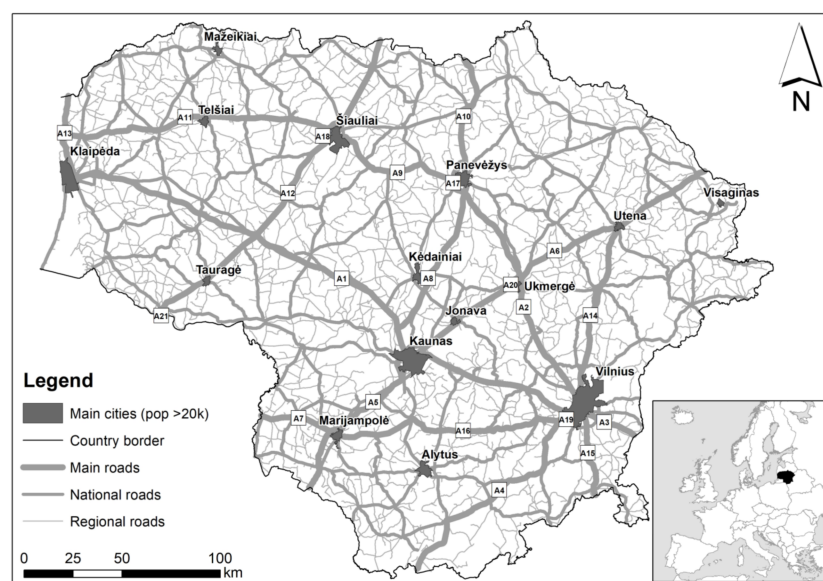 Mažeikiai
N
A11
Telšiai
Šiauliai
A10
A13
A18
Klaipėda
A9
Panevėžys
A17
A12
Visaginas
Utena
A6
Kėdainiai
Tauragė
A1
A8
A20
Ukmergė
Jonava
A2
A21
A14
Kaunas
Vilnius
Legend
Main cities (pop >20k)
Country border
Main roads
National roads
Regional roads
A5
A7
Marijampolė
A16
A19
A3
Alytus
A15
A4
0 25 50 100
km